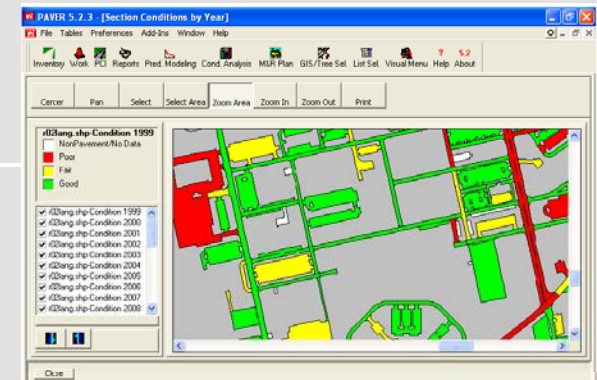 PAVER 5.2.3 - [Section Conditions by Year]
File Tables Preferences Add-Ins Window Help
Inventory Work PCI Reports Pred. Modeling Cond. Analysis M&R Plan GIS/Tree Sel. List Sel. Visual Menu Help About
Center Pan Select Select Area Zoom Area Zoom In Zoom Out Print
r02lang.shp-Condition 1999
NonPavement/No Data
Poor
Fair
Good
r02lang.shp-Condition 1999
r02lang.shp-Condition 2000
r02lang.shp-Condition 2001
r02lang.shp-Condition 2002
r02lang.shp-Condition 2003
r02lang.shp-Condition 2004
r02lang.shp-Condition 2005
r02lang.shp-Condition 2006
r02lang.shp-Condition 2007
r02lang.shp-Condition 2008
Close